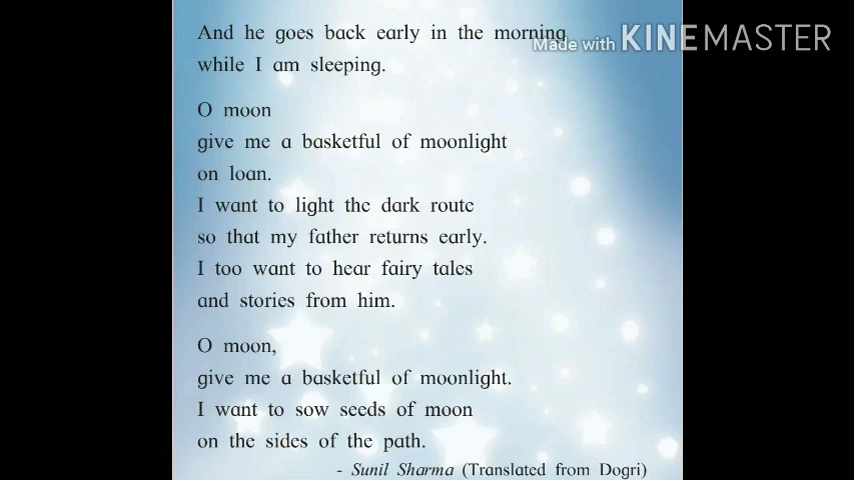 And he goes back early in the morning
while I am sleeping.
Made with KINEMASTER
O moon
give me a basketful of moonlight
on loan.
I want to light the dark route
so that my father returns early.
I too want to hear fairy tales
and stories from him.
O moon,
give me a basketful of moonlight.
I want to sow seeds of moon
on the sides of the path.
- Sunil Sharma (Translated from Dogri)